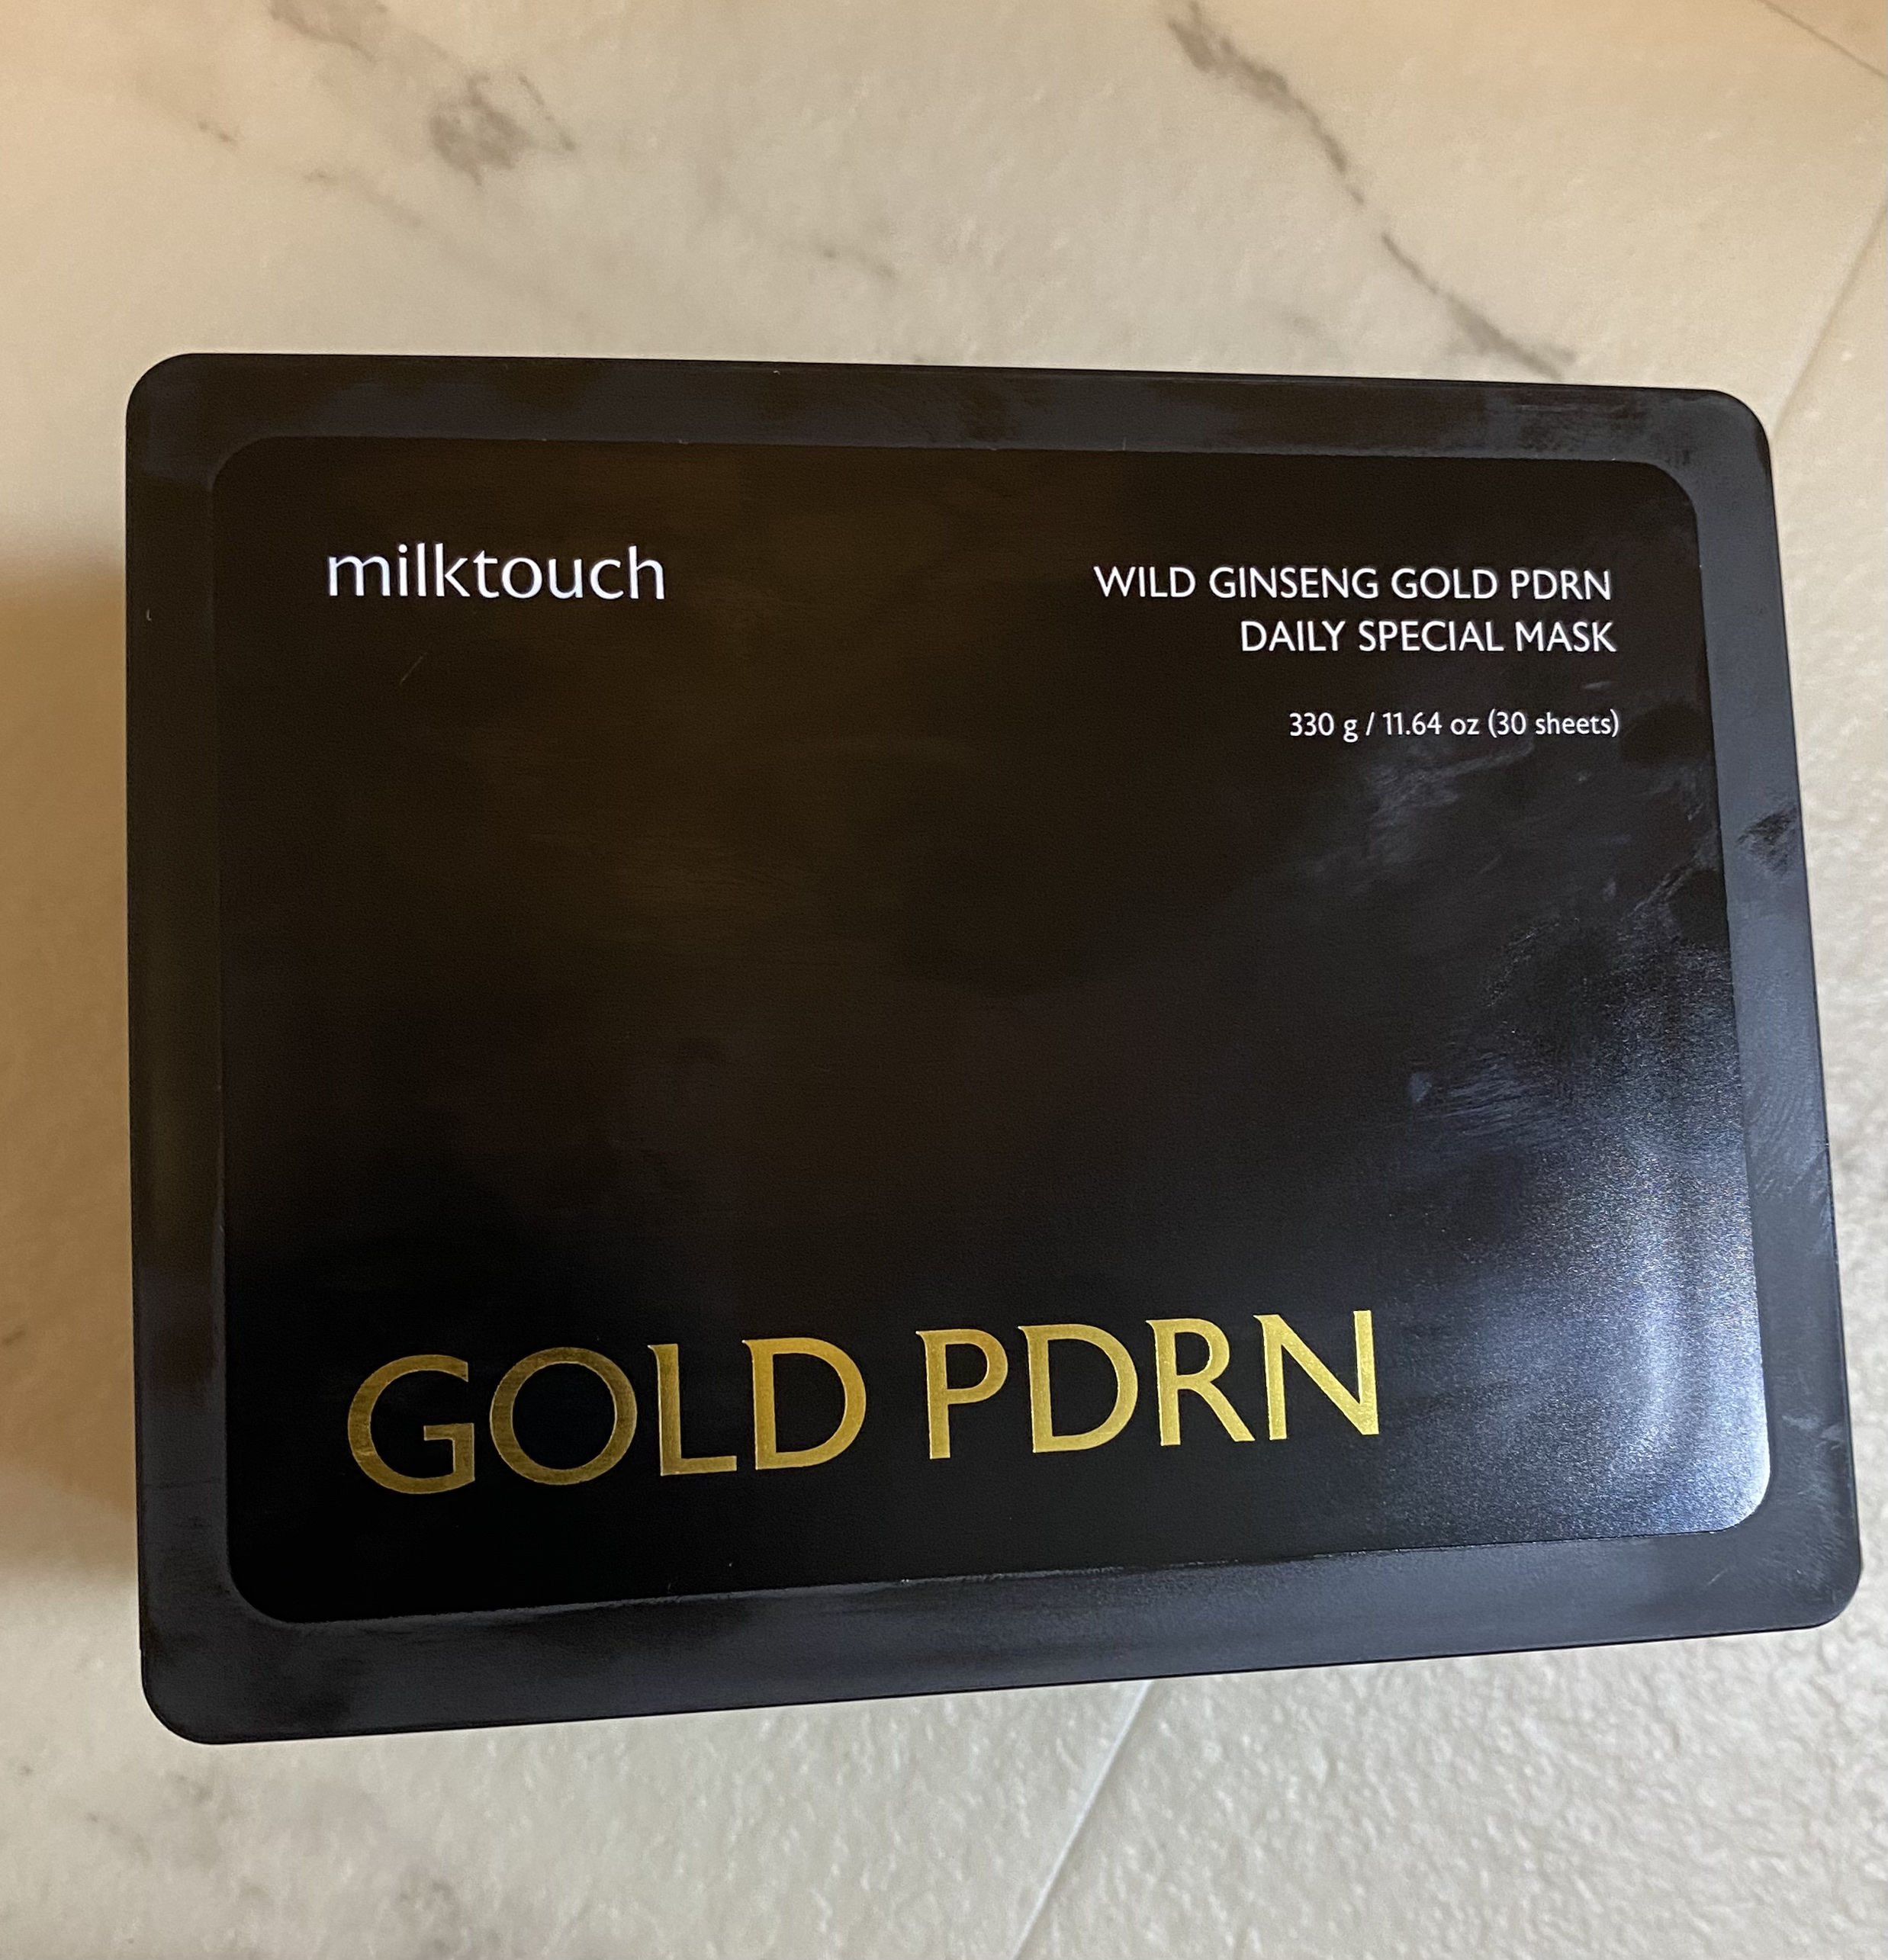 milktouch
WILD GINSENG GOLD PDRN
DAILY SPECIAL MASK
330 g / 11.64 oz (30 sheets)
GOLD PDRN